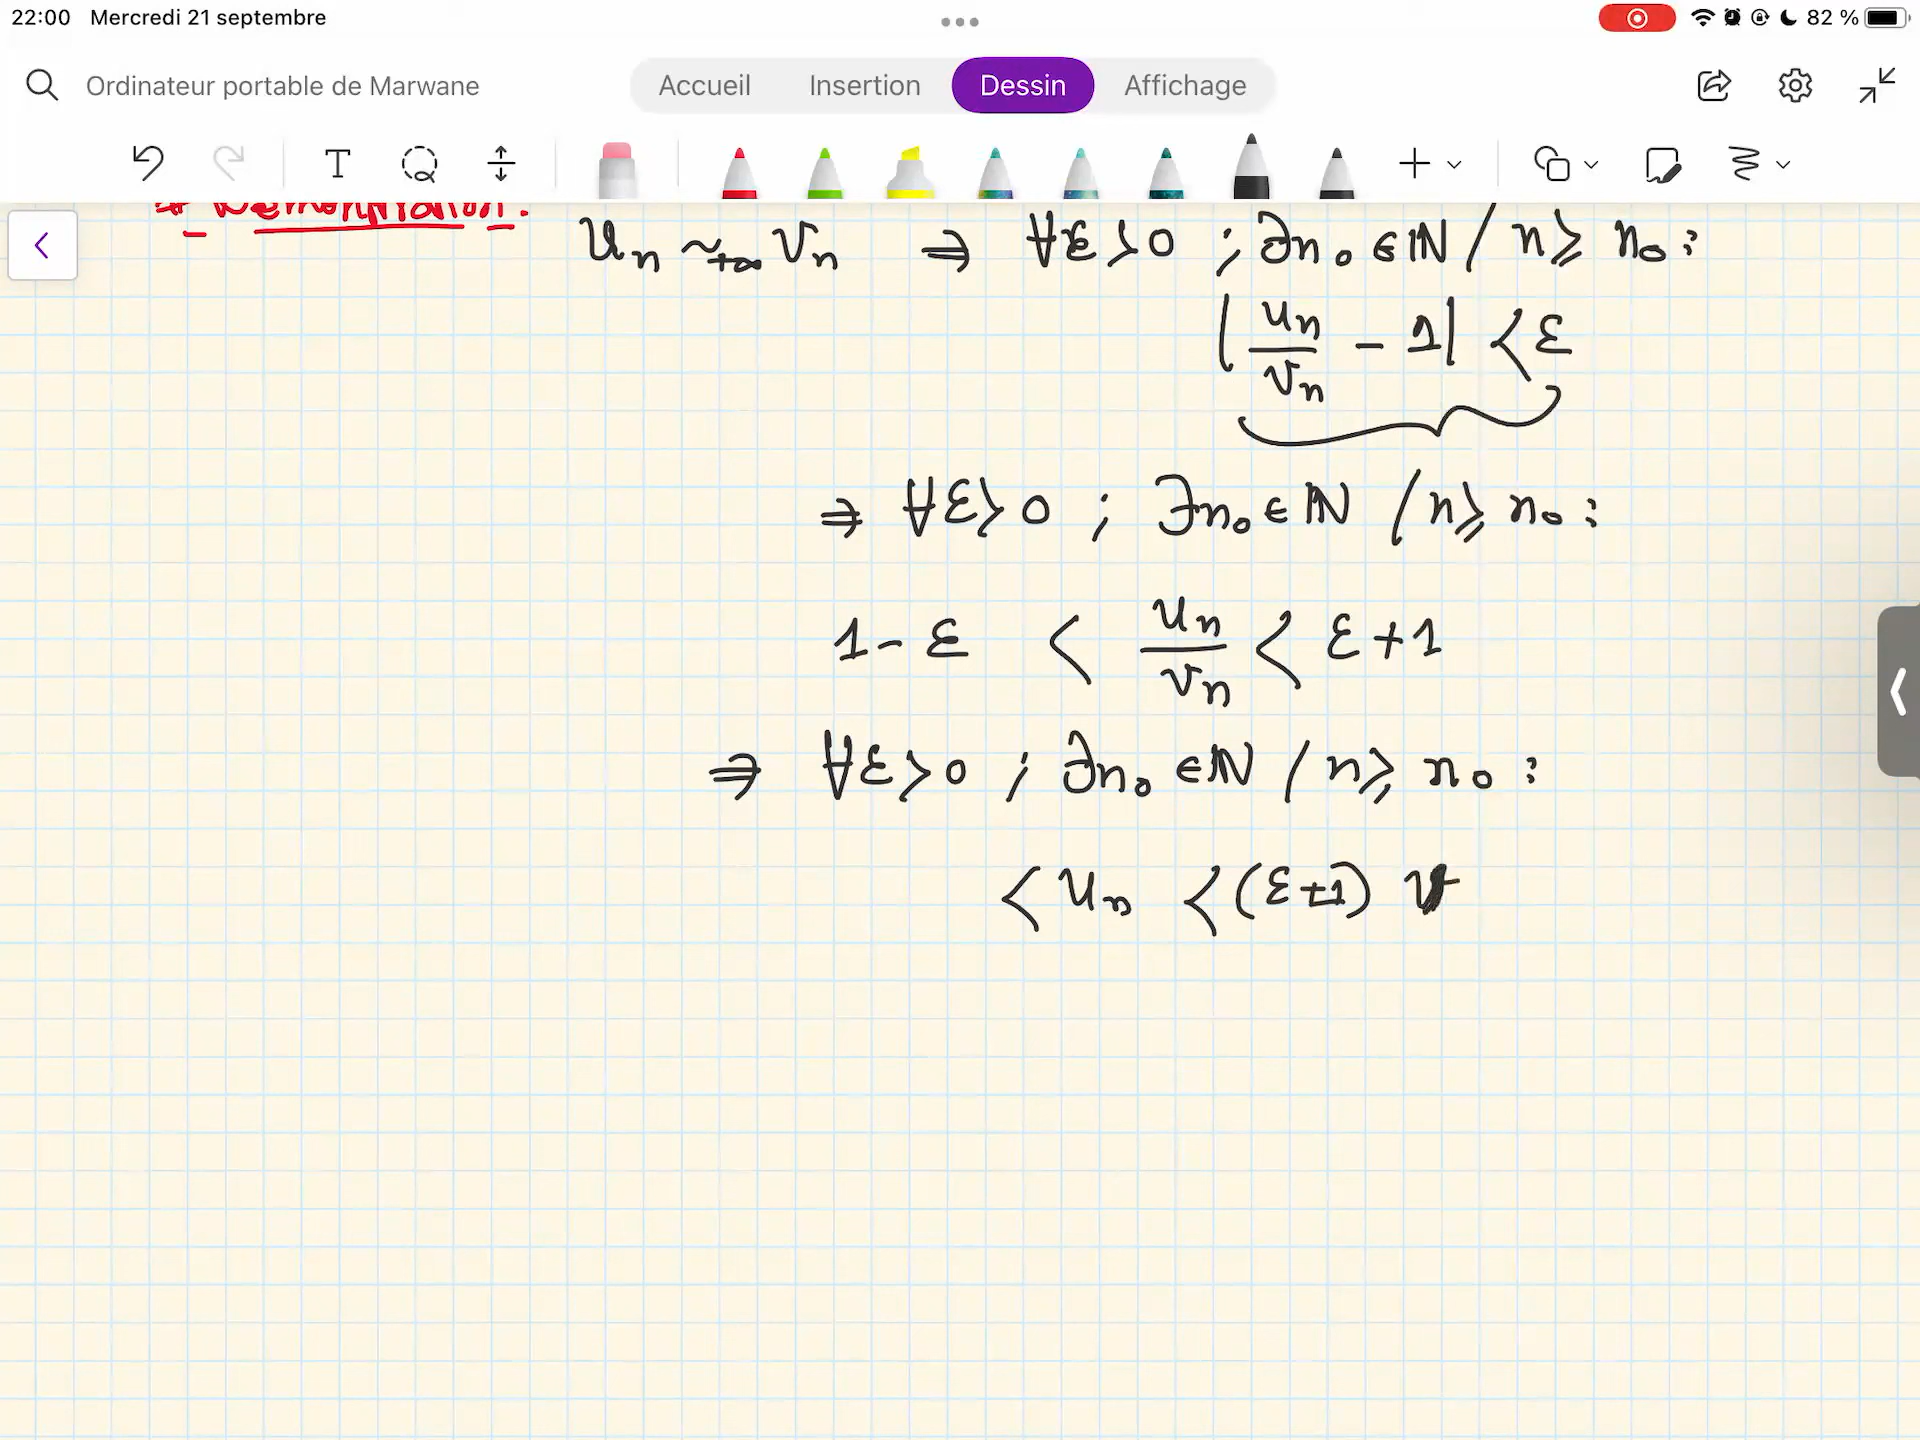 22:00 Mercredi 21 septembre 82 %
Ordinateur portable de Marwane Accueil Insertion Dessin Affichage
T
# Démonstration:
uₙ ~₊∞ vₙ ⇒ ∀ε>0 ; ∃n₀ ∈ ℕ / n ⩾ n₀ :
| uₙ/vₙ - 1 | < ε
⇒ ∀ε>0 ; ∃n₀ ∈ ℕ / n ⩾ n₀ :
1 - ε < uₙ/vₙ < ε + 1
⇒ ∀ε>0 ; ∃n₀ ∈ ℕ / n ⩾ n₀ :
< uₙ < (ε+1) v